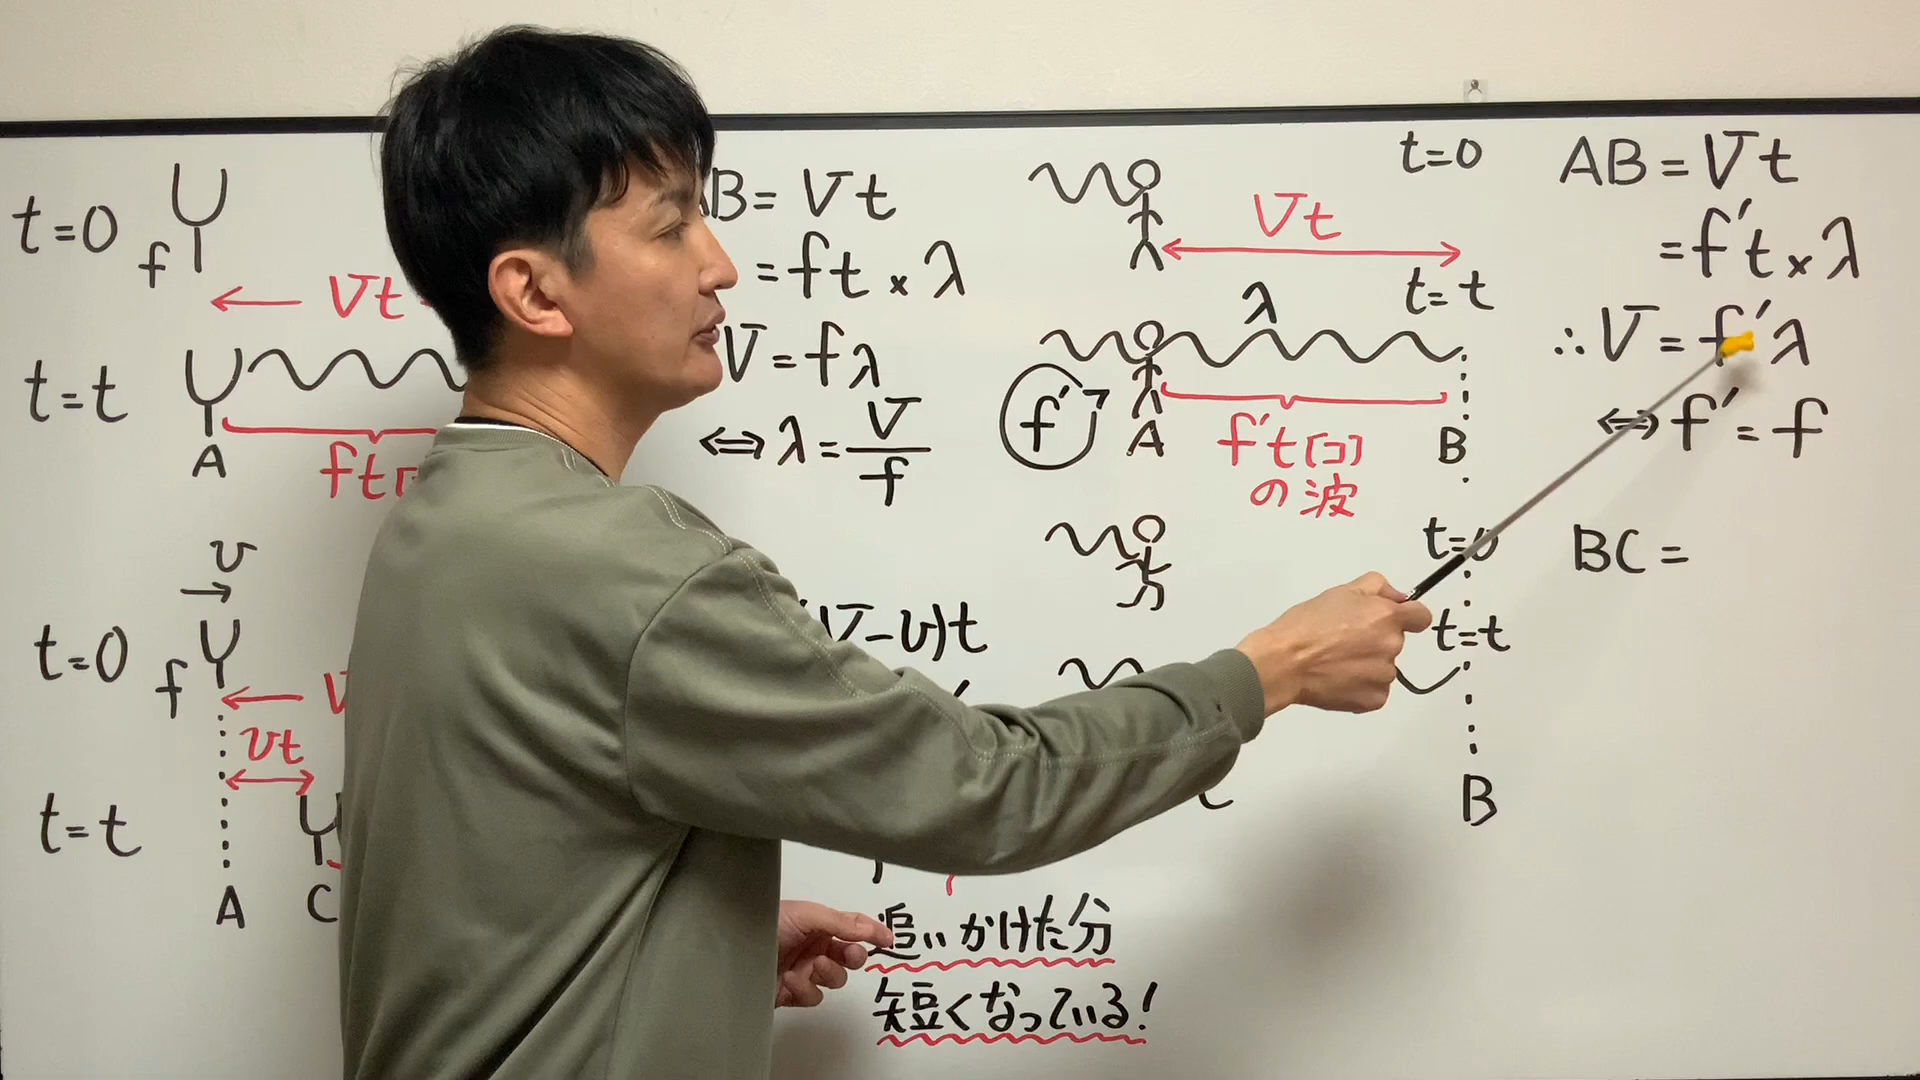 t=0
f
Vt
t=t
A
ft
v
t=0
f
vt
t=t
A
C
B=Vt
=ft×λ
V=fλ
⇔λ=V/f
V-v)t
追いかけた分
短くなっている!
t=0
Vt
t=t
λ
f'
A
f't[コ]
の波
B
t=0
t=t
B
AB=Vt
=f't×λ
∴V=f'λ
⇔f'=f
BC=